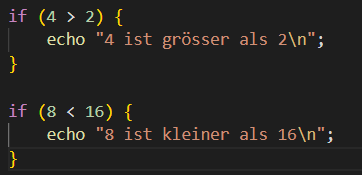 if (4 > 2) {
    echo "4 ist grösser als 2\n";
}
if (8 < 16) {
    echo "8 ist kleiner als 16\n";
}